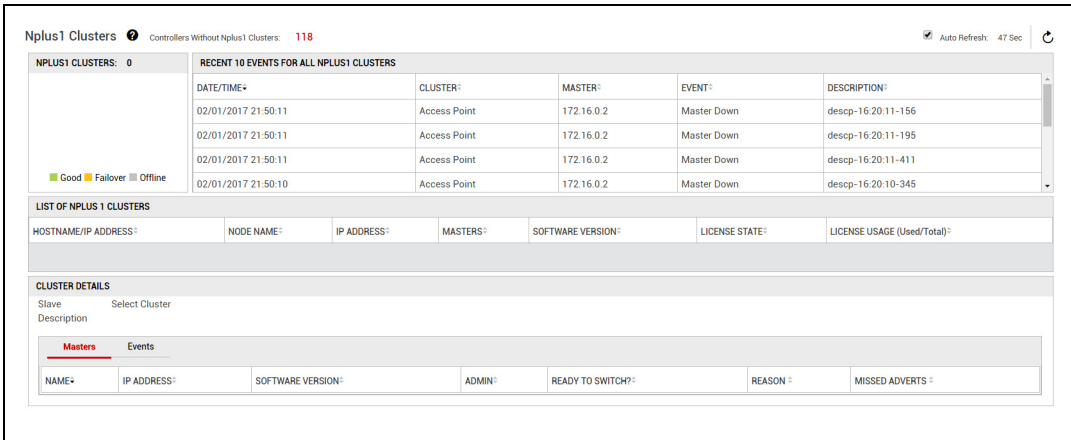 Nplus1 Clusters ? Controllers Without Nplus1 Clusters: 118 Auto Refresh: 47 Sec
NPLUS1 CLUSTERS: 0
Good Failover Offline
RECENT 10 EVENTS FOR ALL NPLUS1 CLUSTERS
DATE/TIME CLUSTER MASTER EVENT DESCRIPTION
02/01/2017 21:50:11 Access Point 172.16.0.2 Master Down descp-16:20:11-156
02/01/2017 21:50:11 Access Point 172.16.0.2 Master Down descp-16:20:11-195
02/01/2017 21:50:11 Access Point 172.16.0.2 Master Down descp-16:20:11-411
02/01/2017 21:50:10 Access Point 172.16.0.2 Master Down descp-16:20:10-345
LIST OF NPLUS 1 CLUSTERS
HOSTNAME/IP ADDRESS NODE NAME IP ADDRESS MASTERS SOFTWARE VERSION LICENSE STATE LICENSE USAGE (Used/Total)
CLUSTER DETAILS
Slave Select Cluster
Description
Masters Events
NAME IP ADDRESS SOFTWARE VERSION ADMIN READY TO SWITCH? REASON MISSED ADVERTS